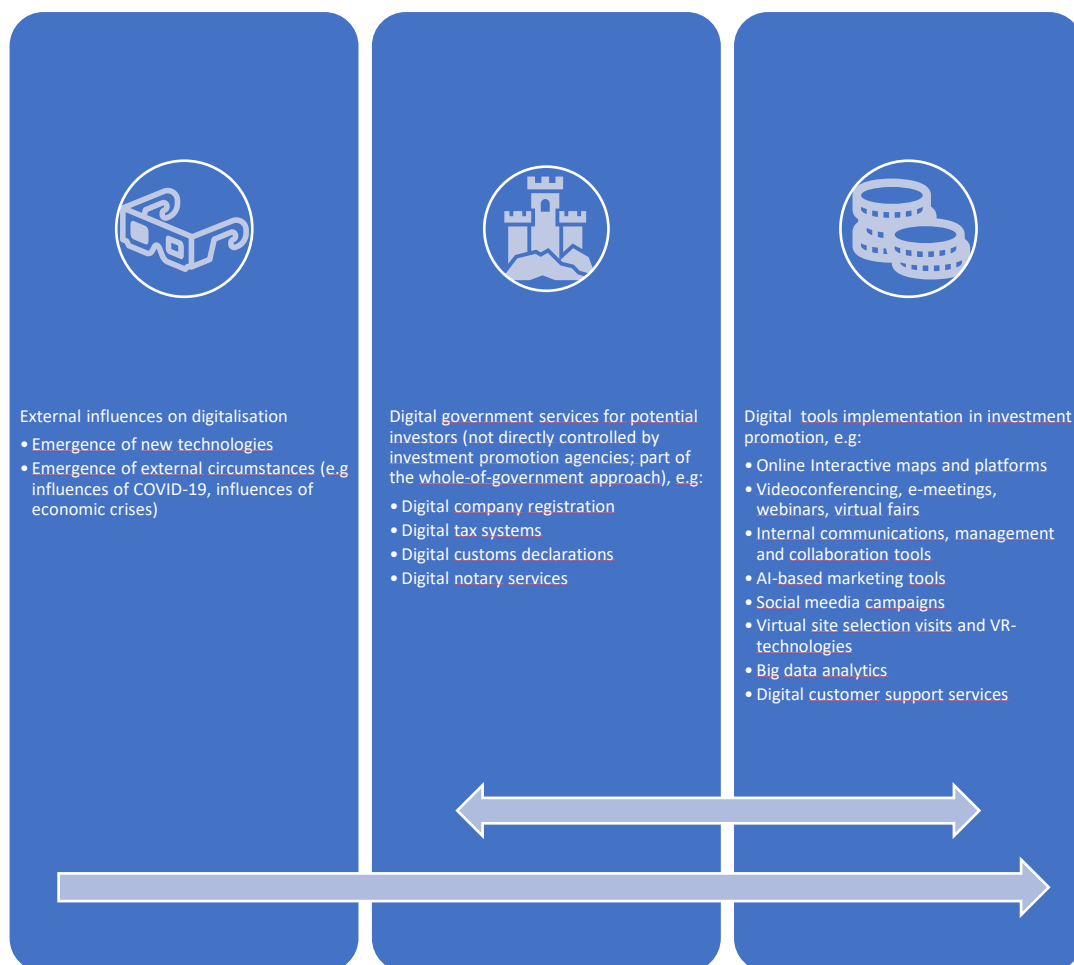 External influences on digitalisation
• Emergence of new technologies
• Emergence of external circumstances (e.g
influences of COVID-19, influences of
economic crises)
Digital government services for potential
investors (not directly controlled by
investment promotion agencies; part of
the whole-of-government approach), e.g:
• Digital company registration
• Digital tax systems
• Digital customs declarations
• Digital notary services
Digital  tools implementation in investment
promotion, e.g:
• Online Interactive maps and platforms
• Videoconferencing, e-meetings,
webinars, virtual fairs
• Internal communications, management
and collaboration tools
• AI-based marketing tools
• Social meedia campaigns
• Virtual site selection visits and VR-
technologies
• Big data analytics
• Digital customer support services